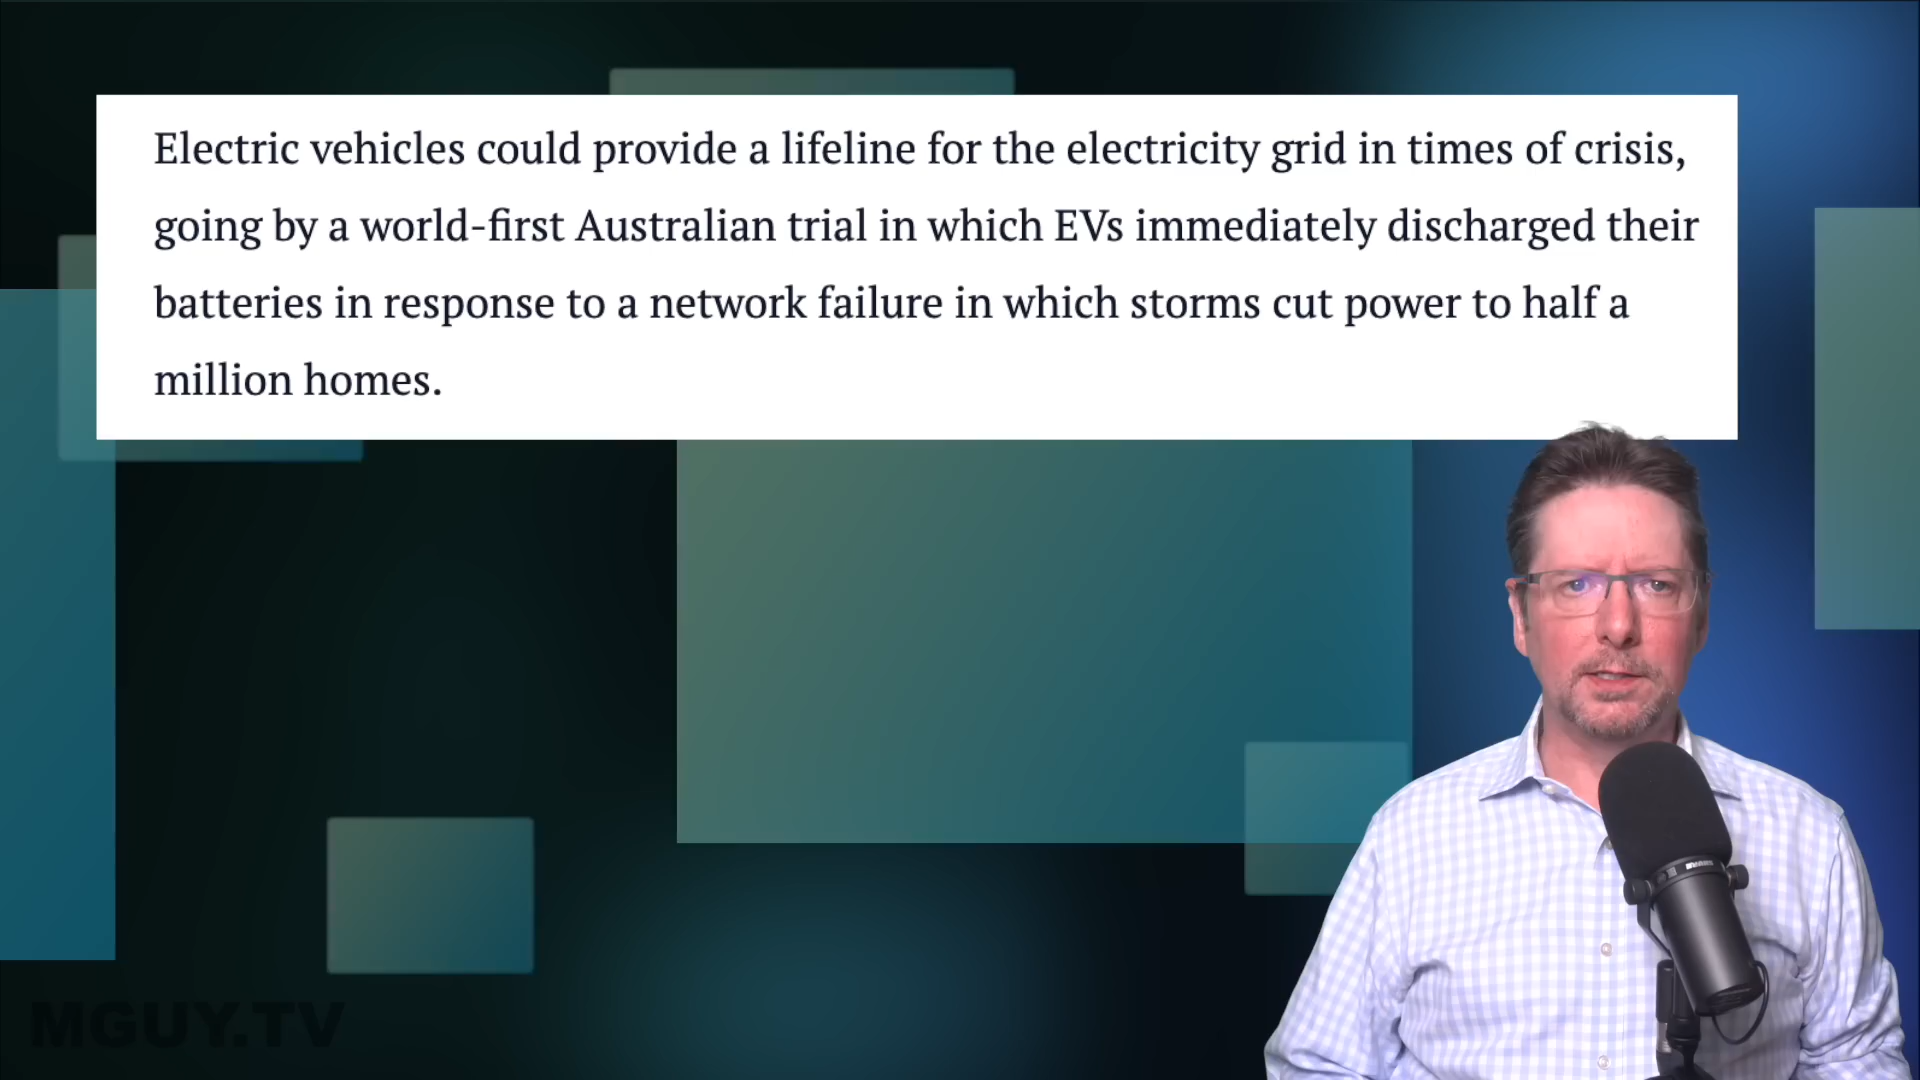 Electric vehicles could provide a lifeline for the electricity grid in times of crisis,
going by a world-first Australian trial in which EVs immediately discharged their
batteries in response to a network failure in which storms cut power to half a
million homes.
MGUY.TV